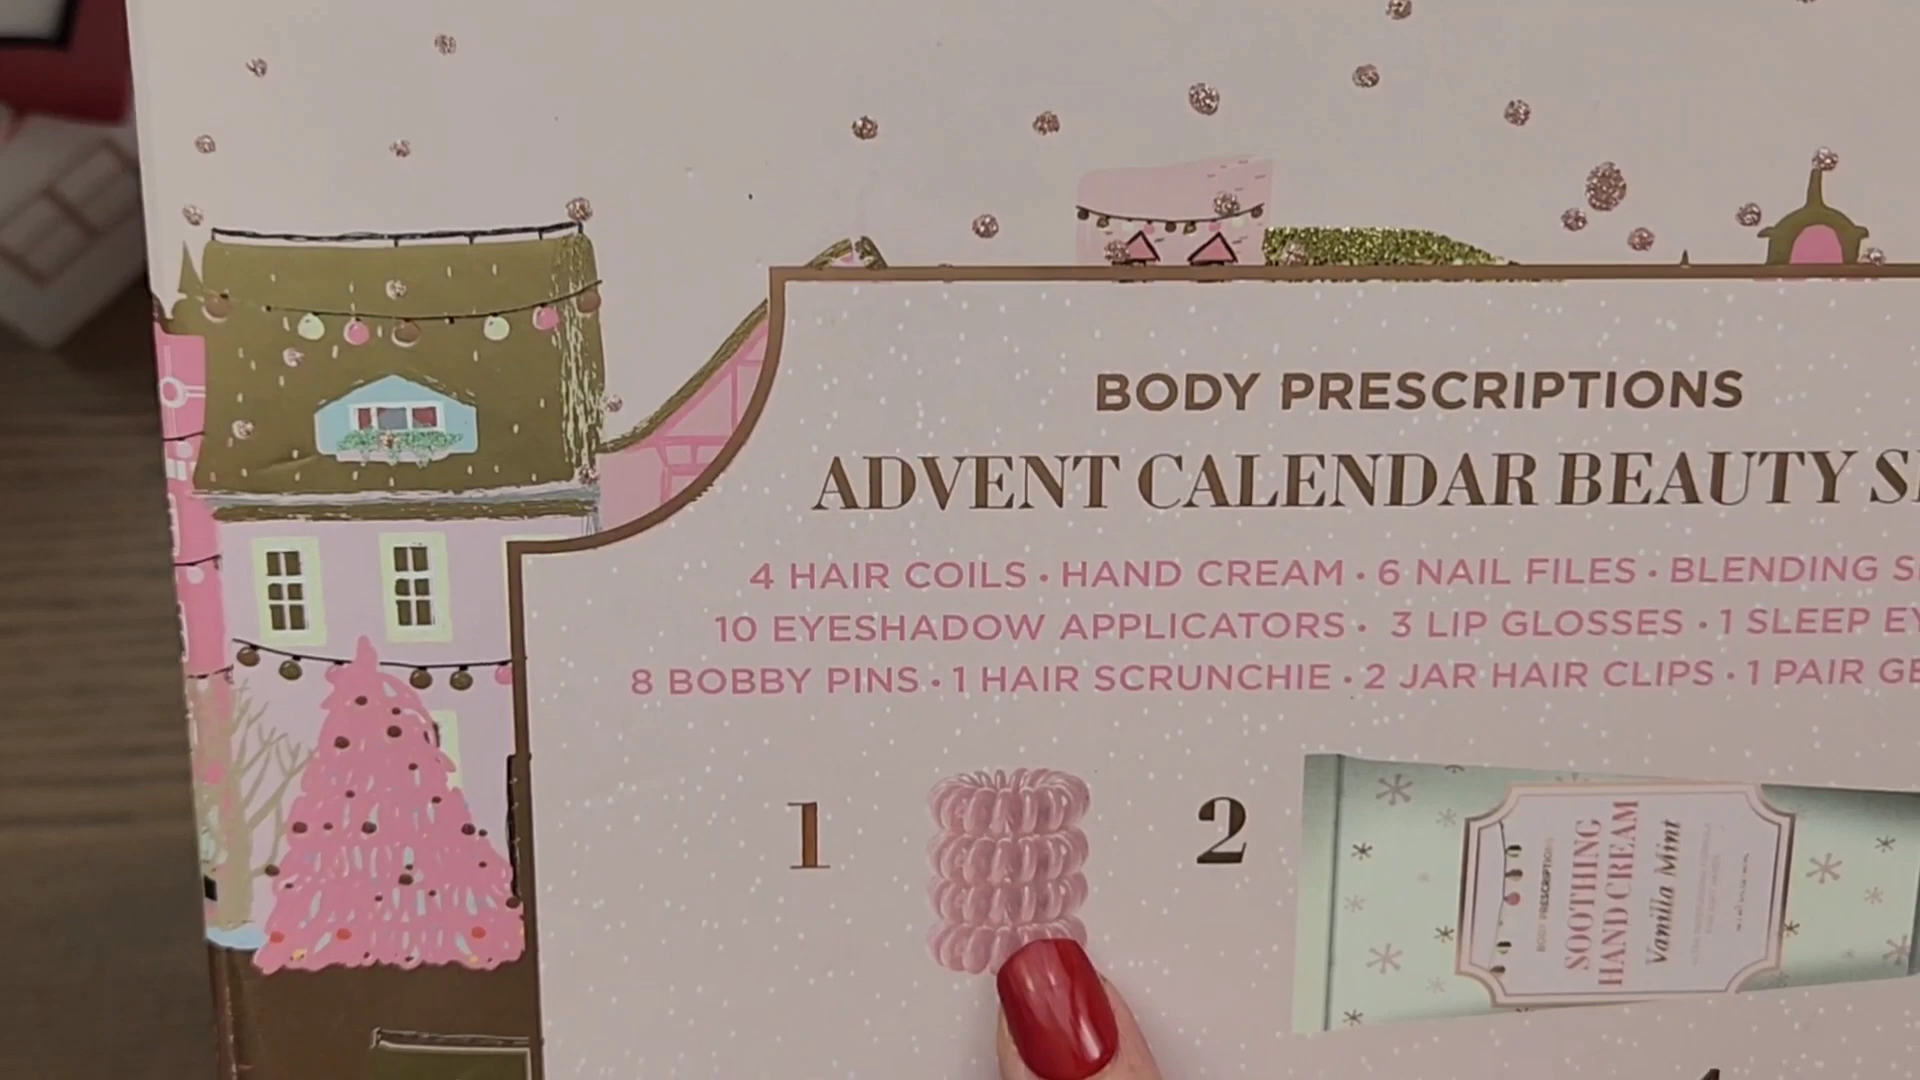 BODY PRESCRIPTIONS
ADVENT CALENDAR BEAUTY
4 HAIR COILS • HAND CREAM • 6 NAIL FILES • BLENDING
10 EYESHADOW APPLICATORS • 3 LIP GLOSSES • 1 SLEEP
8 BOBBY PINS • 1 HAIR SCRUNCHIE • 2 JAR HAIR CLIPS • 1 PAIR
1
2
BODY PRESCRIPTIONS
SOOTHING
HAND CREAM
Vanilla Mint